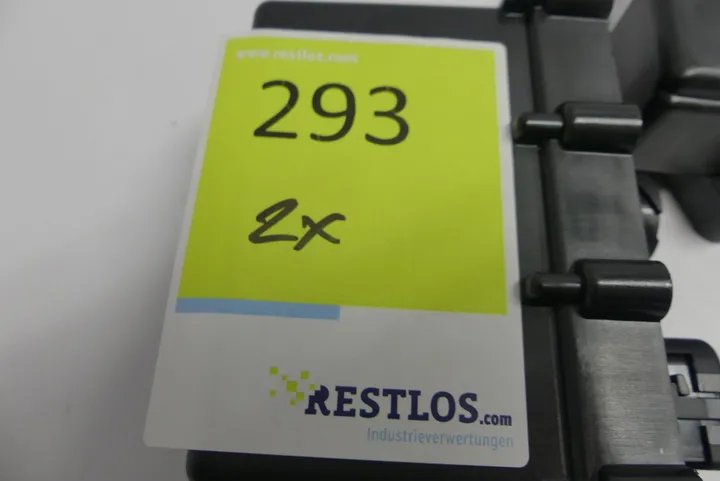 www.restlos.com
293
2x
RESTLOS.com
Industrieverwertungen